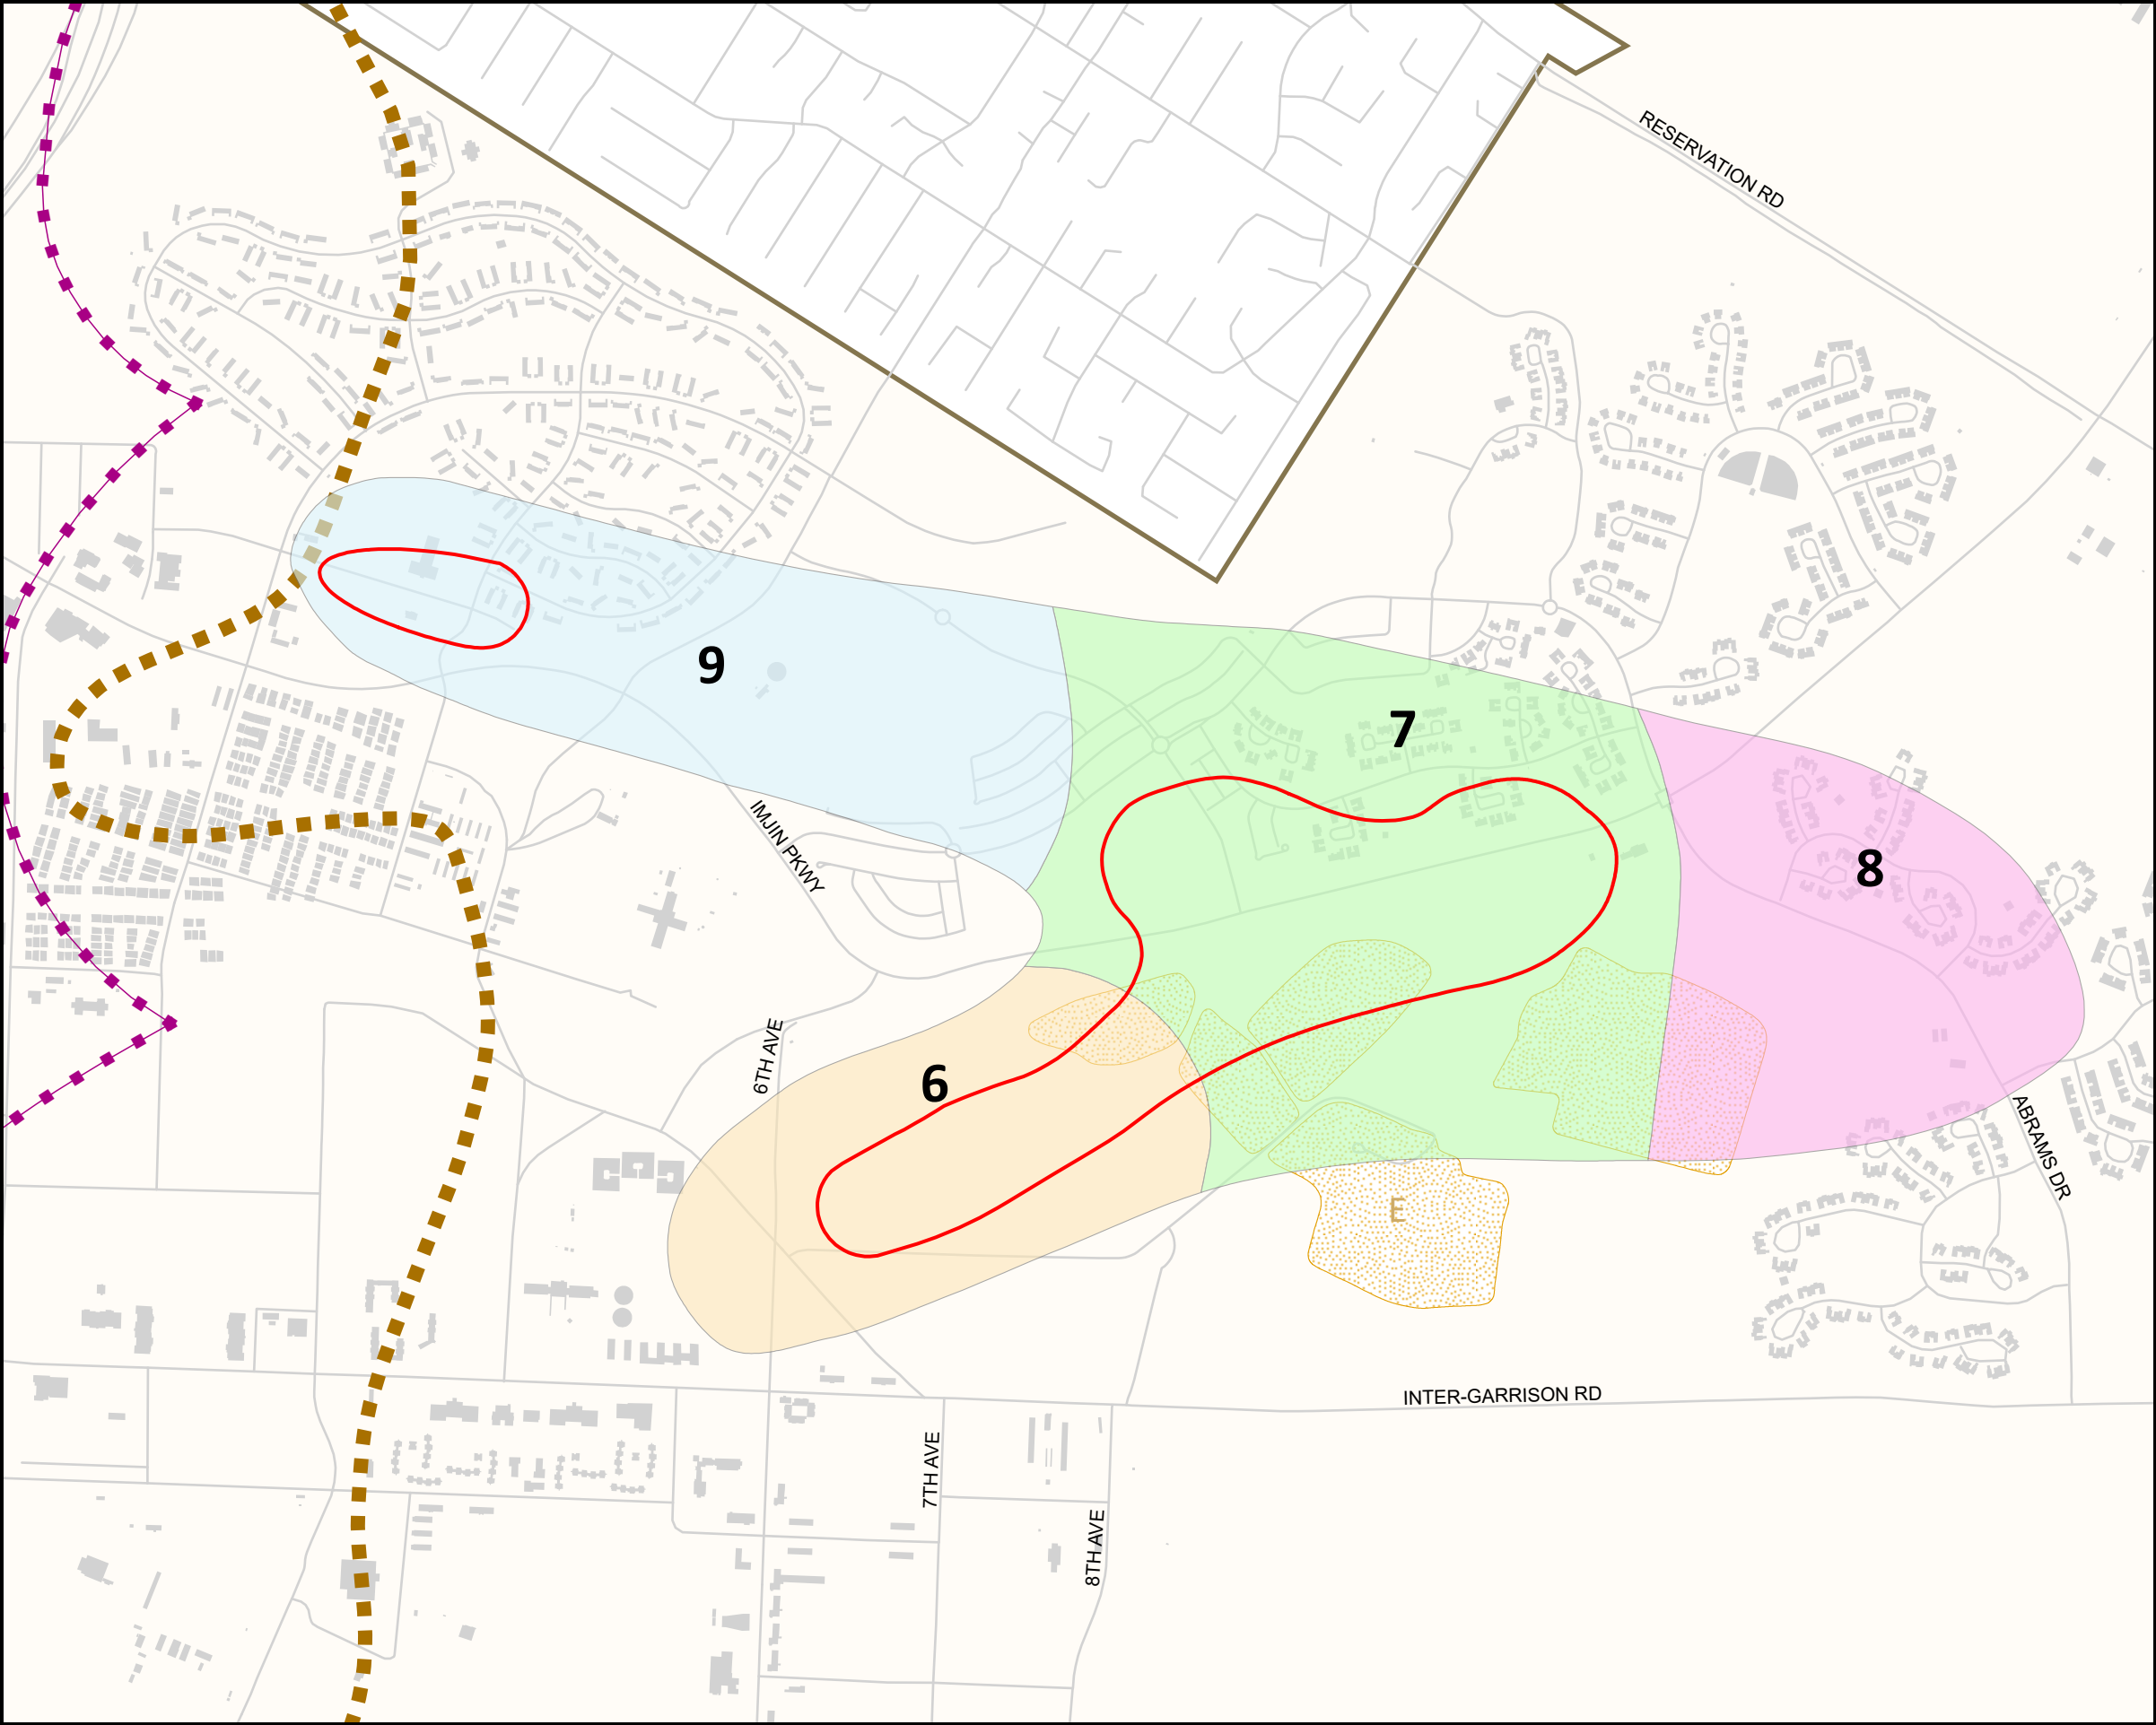 RESERVATION RD
9
7
8
IMJIN PKWY
6TH AVE
6
ABRAMS DR
E
INTER-GARRISON RD
7TH AVE
8TH AVE